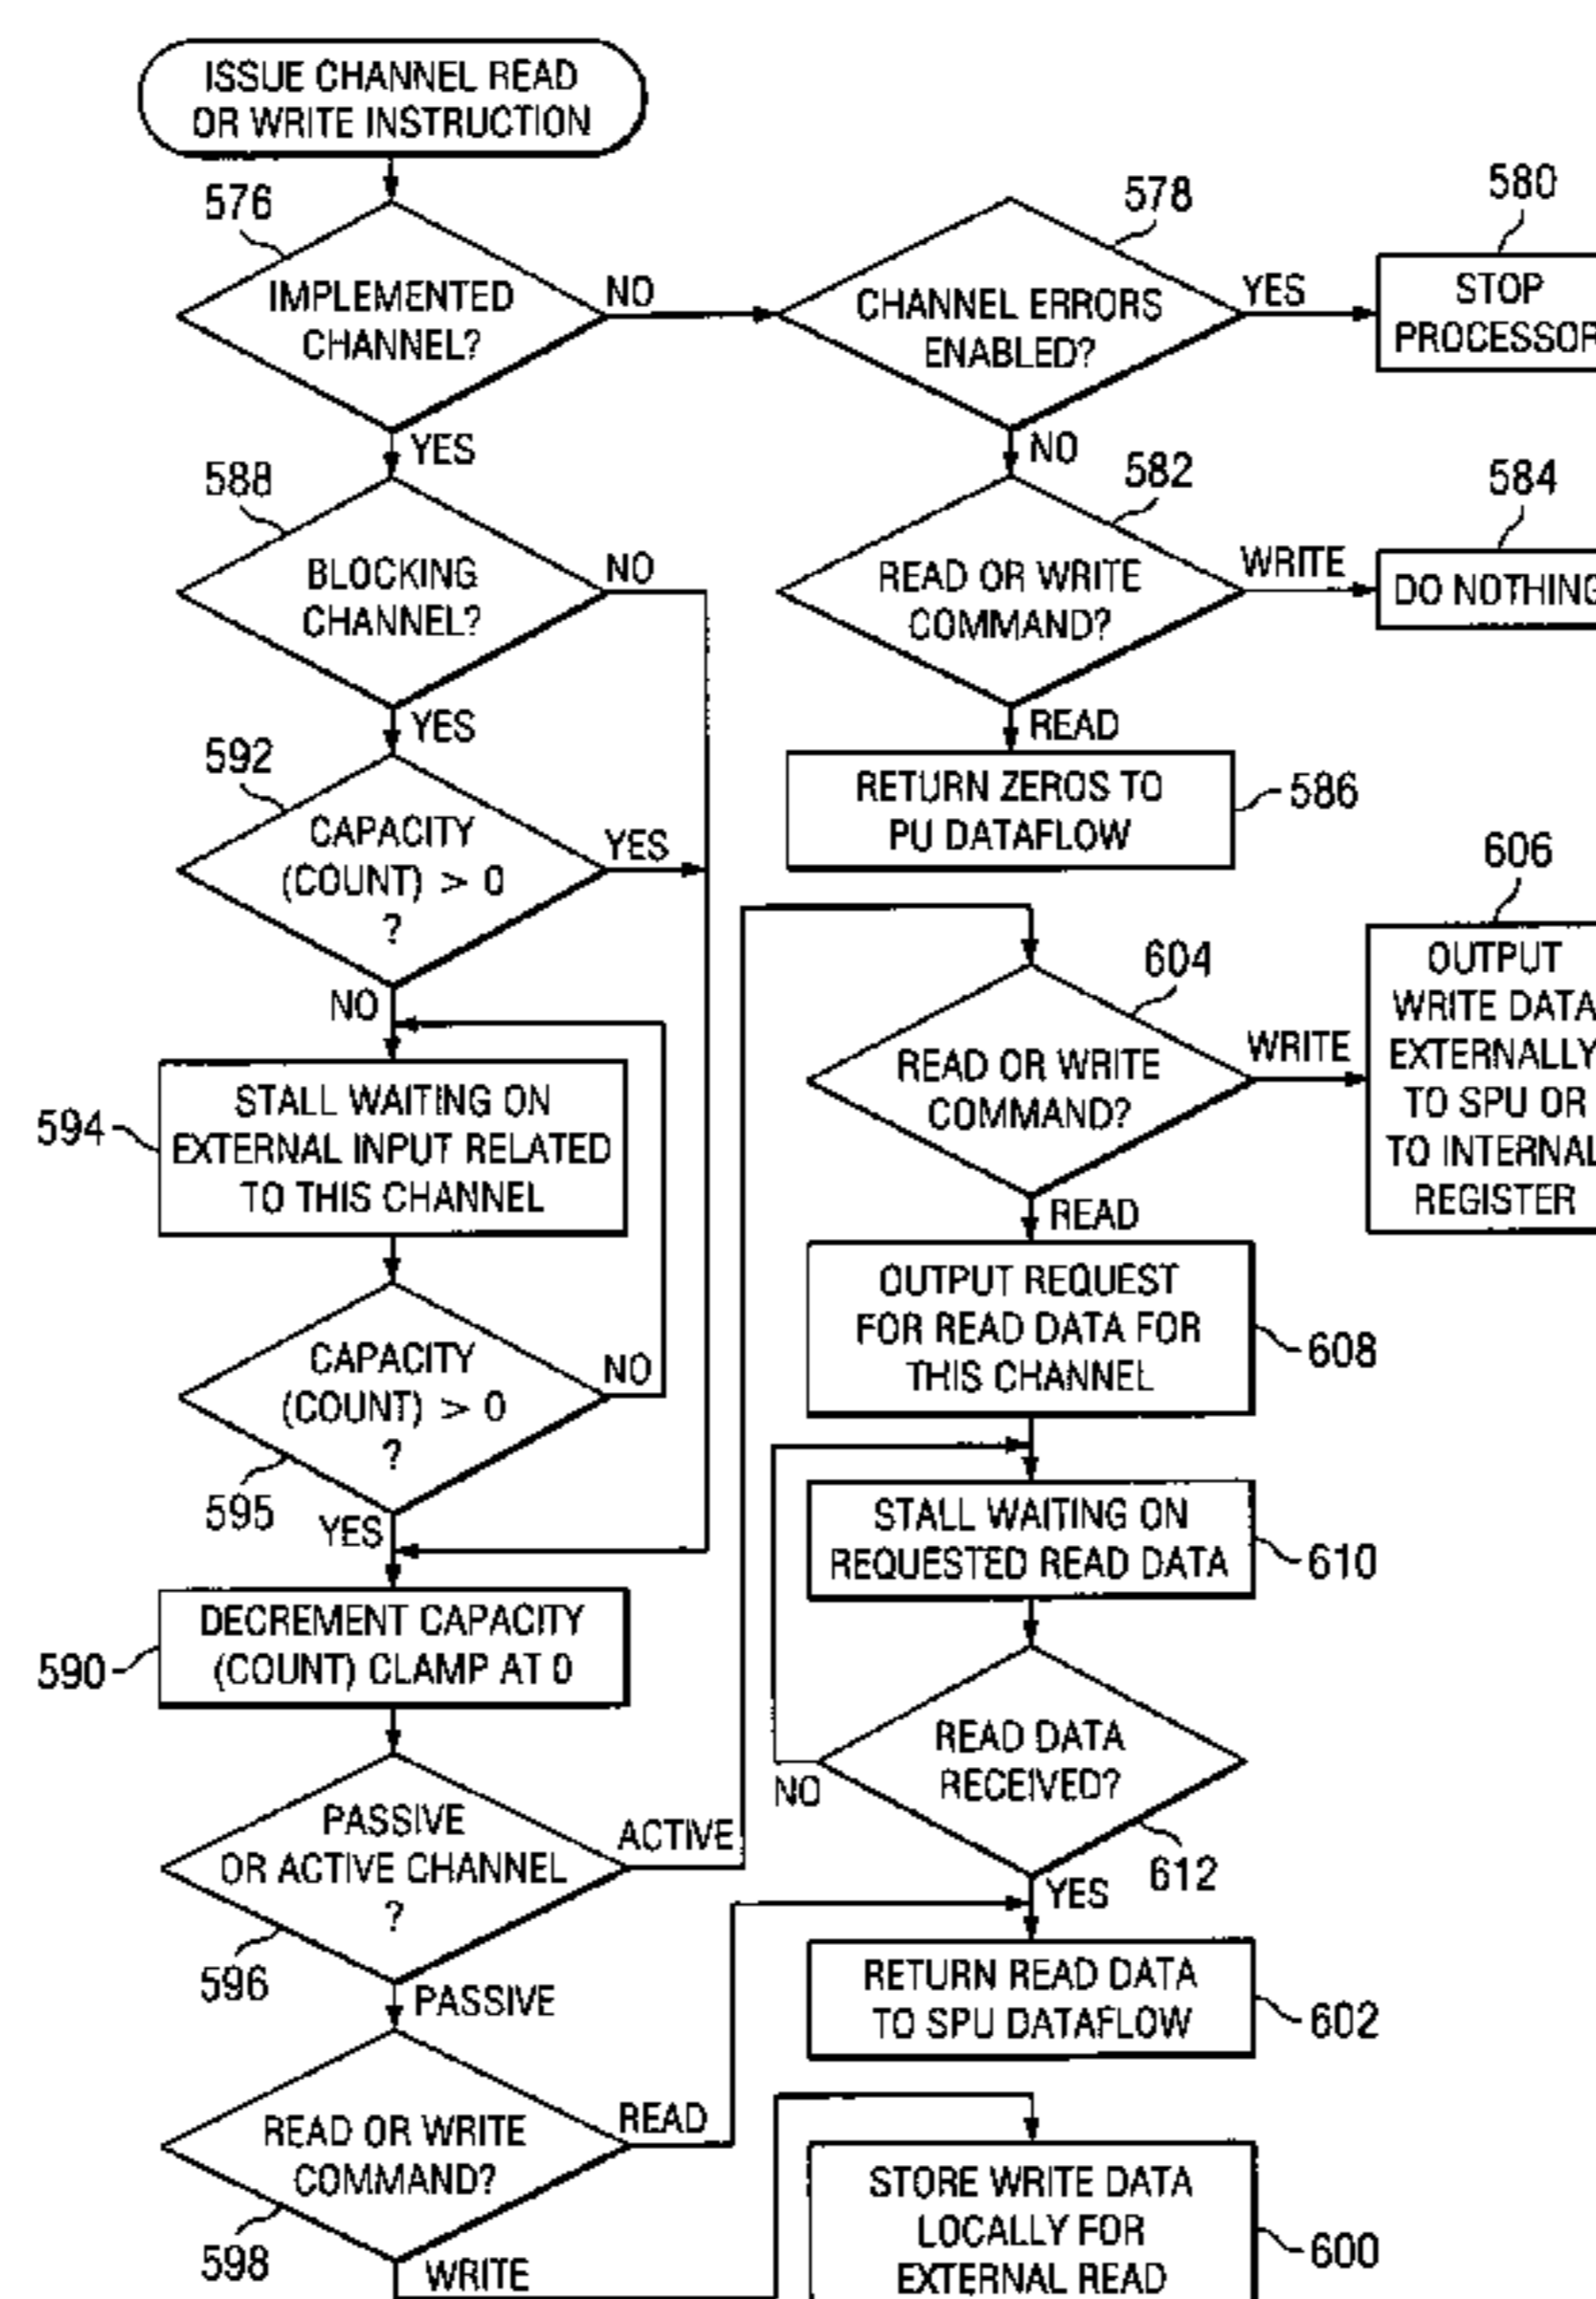 ISSUE CHANNEL READ
OR WRITE INSTRUCTION
576
IMPLEMENTED
CHANNEL?
NO
YES
578
CHANNEL ERRORS
ENABLED?
YES
NO
580
STOP
PROCESSOR
588
BLOCKING
CHANNEL?
NO
YES
582
READ OR WRITE
COMMAND?
WRITE
READ
584
DO NOTHING
586
RETURN ZEROS TO
PU DATAFLOW
592
CAPACITY
(COUNT) > 0
?
YES
NO
594
STALL WAITING ON
EXTERNAL INPUT RELATED
TO THIS CHANNEL
CAPACITY
(COUNT) > 0
?
NO
595
YES
590
DECREMENT CAPACITY
(COUNT) CLAMP AT 0
PASSIVE
OR ACTIVE CHANNEL
?
ACTIVE
596
PASSIVE
READ OR WRITE
COMMAND?
READ
598
WRITE
604
READ OR WRITE
COMMAND?
WRITE
READ
606
OUTPUT
WRITE DATA
EXTERNALLY
TO SPU OR
TO INTERNAL
REGISTER
OUTPUT REQUEST
FOR READ DATA FOR
THIS CHANNEL
608
STALL WAITING ON
REQUESTED READ DATA
610
READ DATA
RECEIVED?
NO
612
YES
RETURN READ DATA
TO SPU DATAFLOW
602
STORE WRITE DATA
LOCALLY FOR
EXTERNAL READ
600